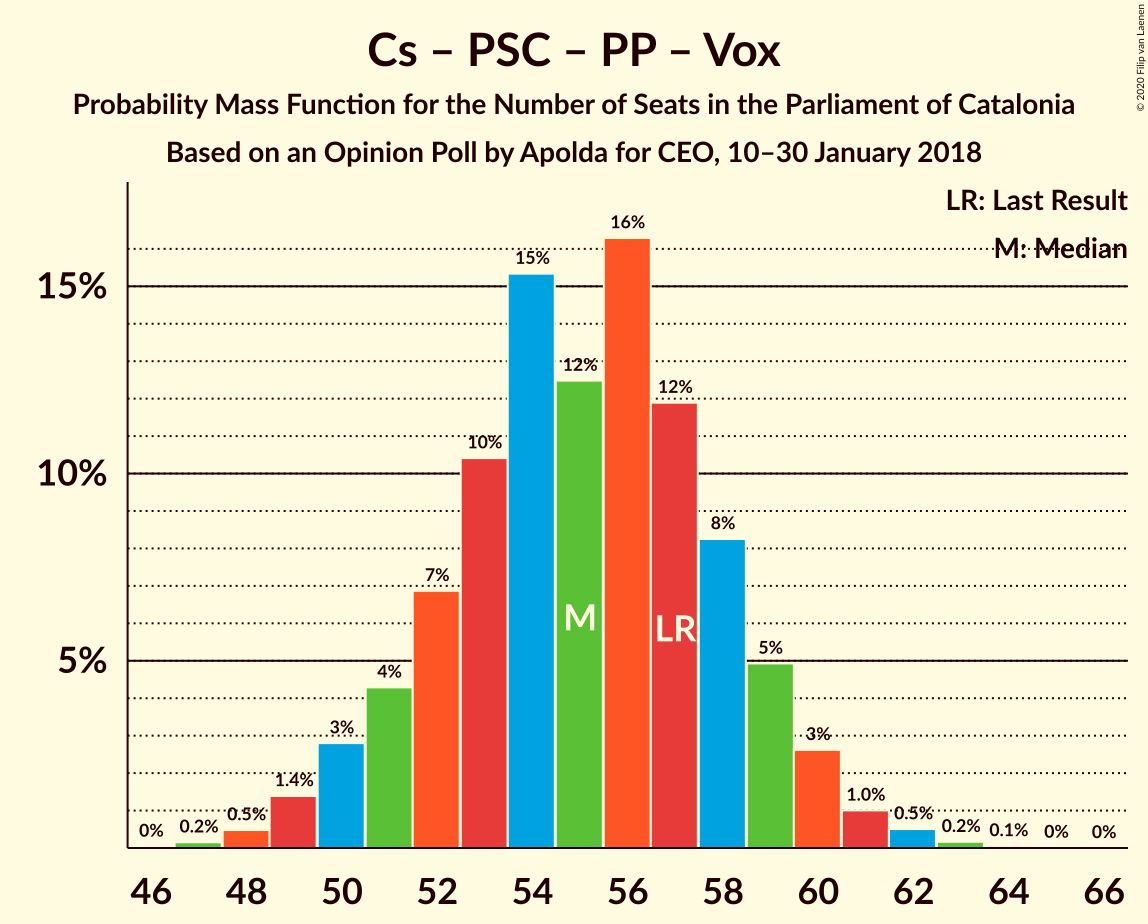 Cs – PSC – PP – Vox
Probability Mass Function for the Number of Seats in the Parliament of Catalonia
Based on an Opinion Poll by Apolda for CEO, 10–30 January 2018
© 2020 Filip van Laenen
LR: Last Result
M: Median
15%
10%
5%
0%
0.2%
0.5%
1.4%
3%
4%
7%
10%
15%
12%
16%
12%
8%
5%
3%
1.0%
0.5%
0.2%
0.1%
0%
0%
M
LR
46 48 50 52 54 56 58 60 62 64 66